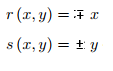 r (x, y) = ∓ x
s (x, y) = ± y